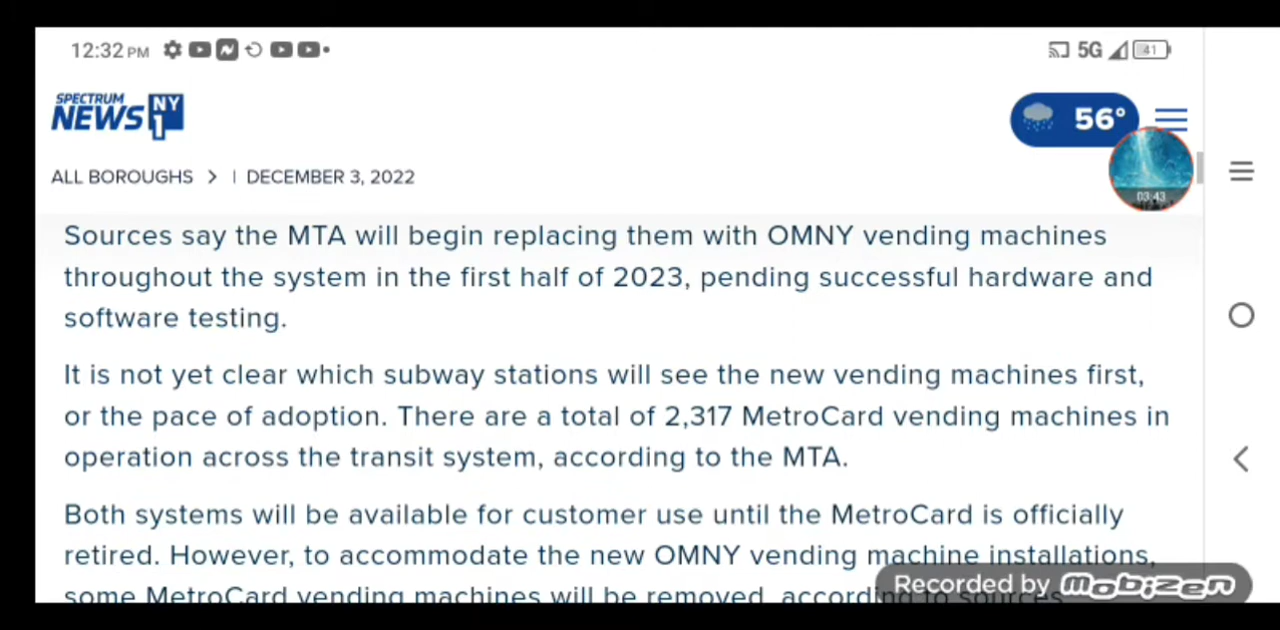 12:32 PM
5G 41
SPECTRUM
NEWS NY
1
56°
03:43
ALL BOROUGHS > | DECEMBER 3, 2022
Sources say the MTA will begin replacing them with OMNY vending machines
throughout the system in the first half of 2023, pending successful hardware and
software testing.
It is not yet clear which subway stations will see the new vending machines first,
or the pace of adoption. There are a total of 2,317 MetroCard vending machines in
operation across the transit system, according to the MTA.
Both systems will be available for customer use until the MetroCard is officially
retired. However, to accommodate the new OMNY vending machine installations,
some MetroCard vending machines will be removed, according to sources
Recorded by mobizen